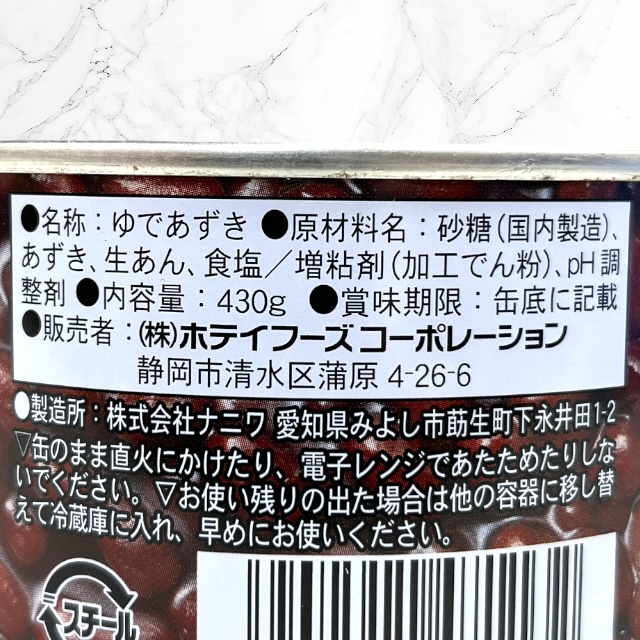 ●名称：ゆであずき ●原材料名：砂糖(国内製造)、
あずき、生あん、食塩／増粘剤(加工でん粉)、pH調
整剤 ●内容量：430g ●賞味期限：缶底に記載
●販売者：(株)ホテイフーズコーポレーション
静岡市清水区蒲原 4-26-6
●製造所：株式会社ナニワ 愛知県みよし市莇生町下永井田1-2
▽缶のまま直火にかけたり、電子レンジであたためたりしな
いでください。▽お使い残りの出た場合は他の容器に移し替
えて冷蔵庫に入れ、早めにお使いください。
スチール